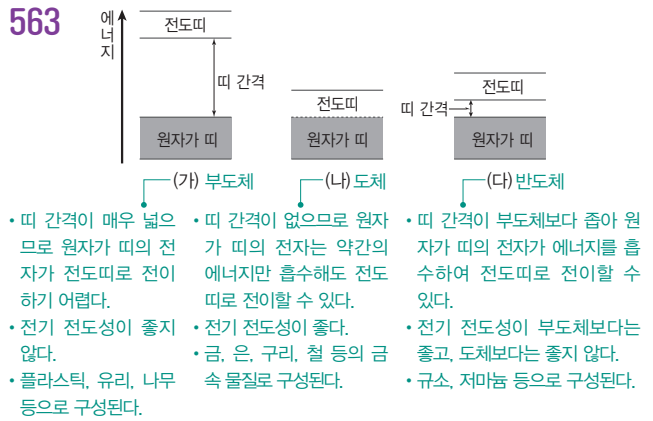 563
에너지
전도띠
띠 간격
원자가 띠
전도띠
원자가 띠
전도띠
띠 간격
원자가 띠
(가) 부도체
• 띠 간격이 매우 넓으
므로 원자가 띠의 전
자가 전도띠로 전이
하기 어렵다.
• 전기 전도성이 좋지
않다.
• 플라스틱, 유리, 나무
등으로 구성된다.
(나) 도체
• 띠 간격이 없으므로 원자
가 띠의 전자는 약간의
에너지만 흡수해도 전도
띠로 전이할 수 있다.
• 전기 전도성이 좋다.
• 금, 은, 구리, 철 등의 금
속 물질로 구성된다.
(다) 반도체
• 띠 간격이 부도체보다 좁아 원
자가 띠의 전자가 에너지를 흡
수하여 전도띠로 전이할 수
있다.
• 전기 전도성이 부도체보다는
좋고, 도체보다는 좋지 않다.
• 규소, 저마늄 등으로 구성된다.